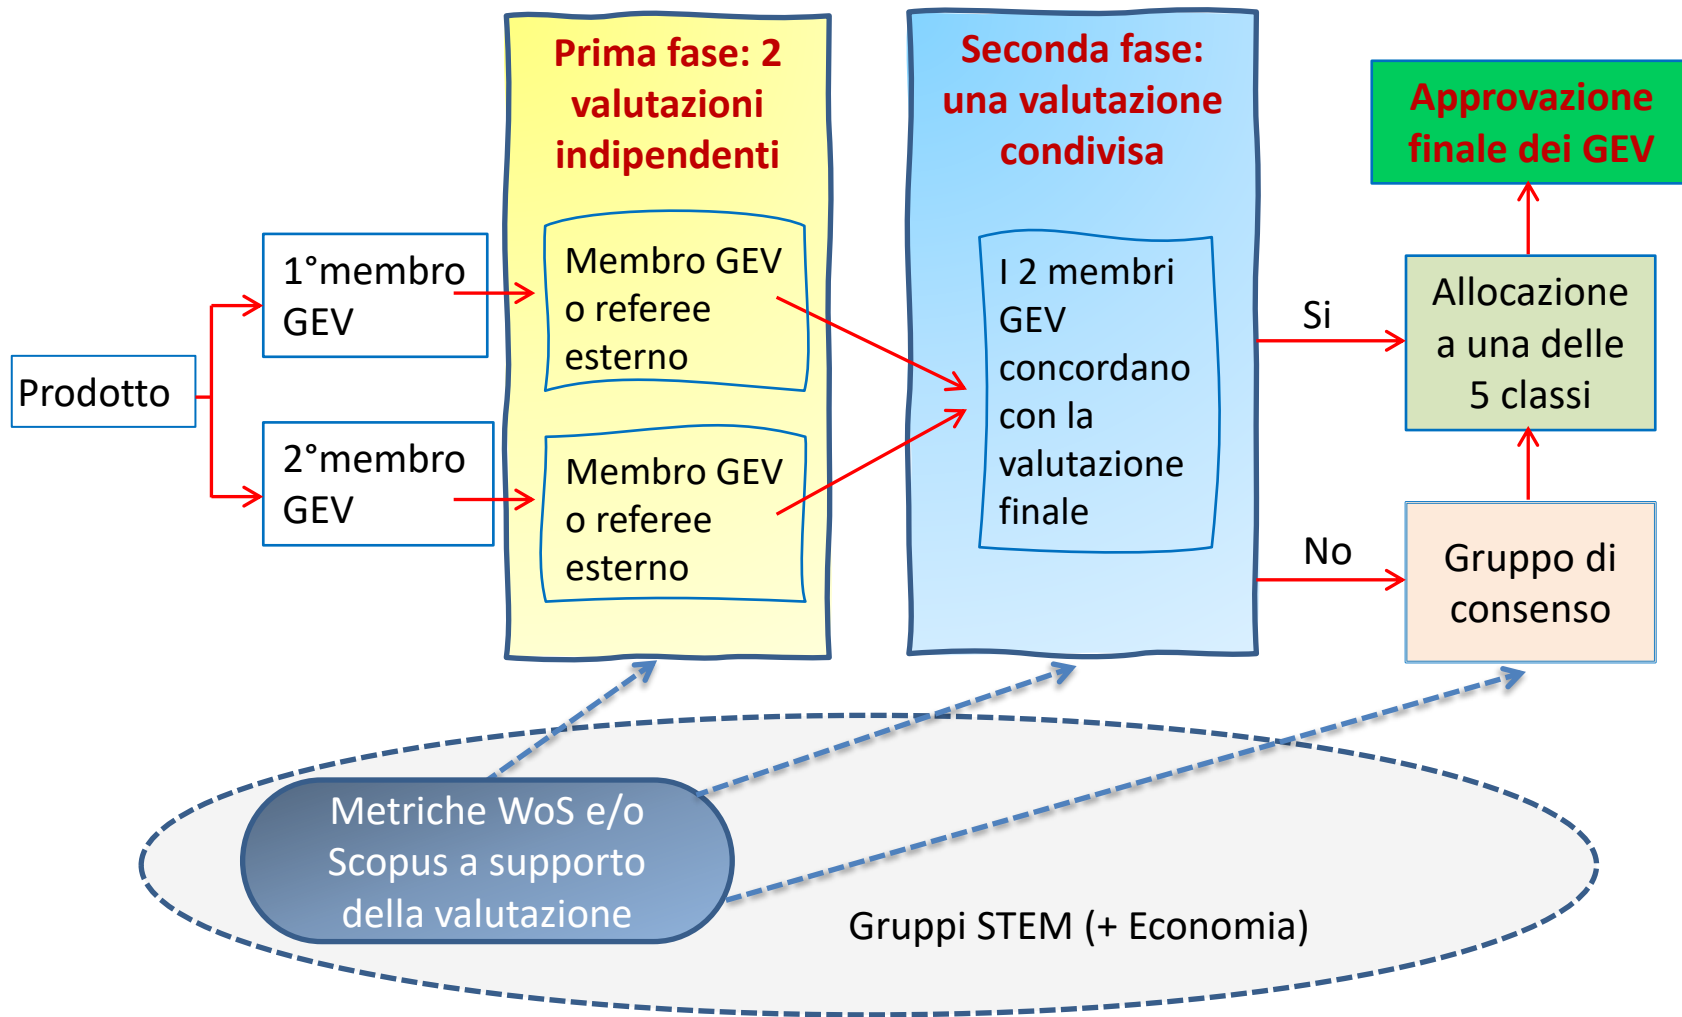 Prima fase: 2
valutazioni
indipendenti
Seconda fase:
una valutazione
condivisa
Approvazione
finale dei GEV
Prodotto
1°membro
GEV
2°membro
GEV
Membro GEV
o referee
esterno
Membro GEV
o referee
esterno
I 2 membri
GEV
concordano
con la
valutazione
finale
Si
No
Allocazione
a una delle
5 classi
Gruppo di
consenso
Metriche WoS e/o
Scopus a supporto
della valutazione
Gruppi STEM (+ Economia)